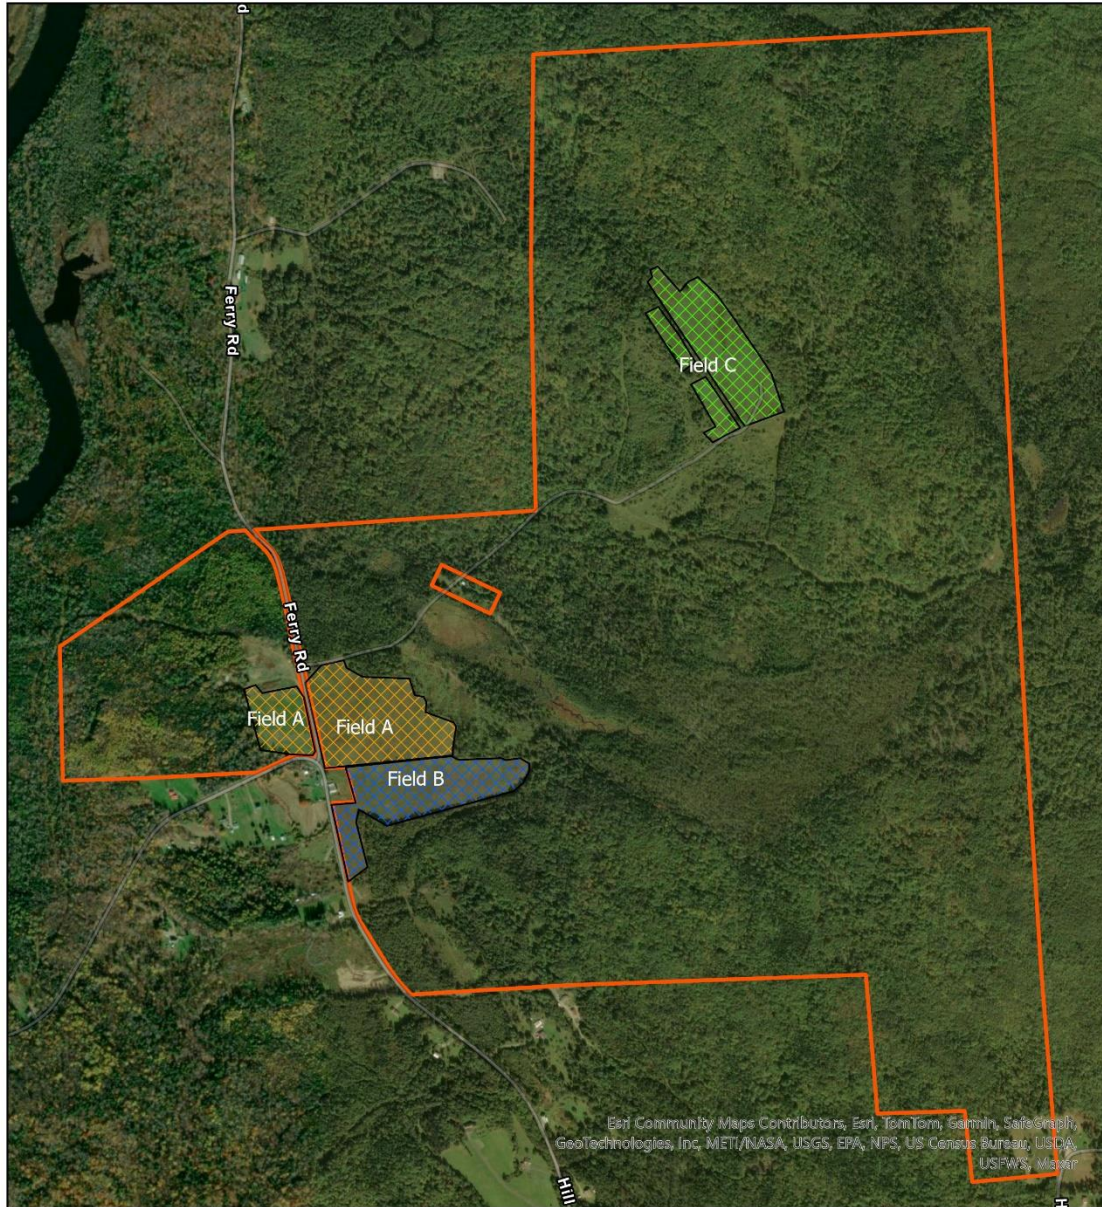 d
Ferry Rd
Field C
Ferry Rd
Field A
Field A
Field B
Esri Community Maps Contributors, Esri, TomTom, Garmin, SafeGraph,
GeoTechnologies, Inc, METI/NASA, USGS, EPA, NPS, US Census Bureau, USDA,
USFWS, Maxar
Hill
H